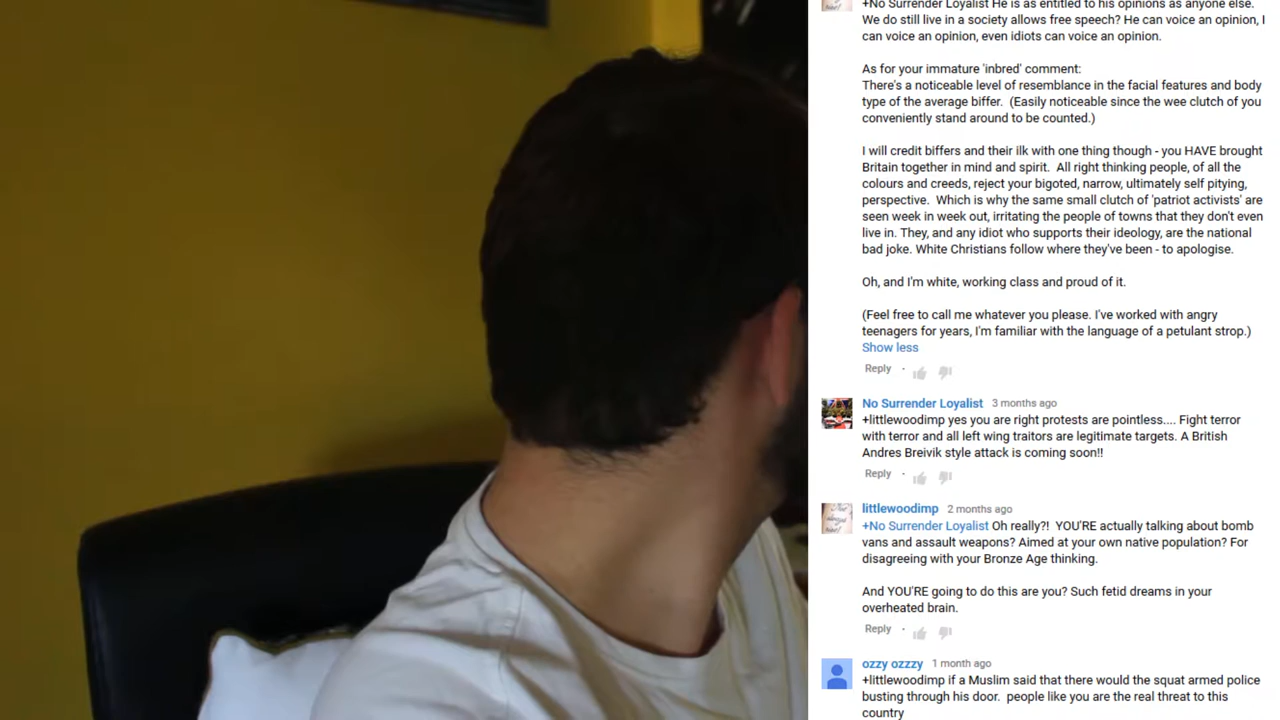 +No Surrender Loyalist He is as entitled to his opinions as anyone else.
We do still live in a society allows free speech? He can voice an opinion, I
can voice an opinion, even idiots can voice an opinion.
As for your immature 'inbred' comment:
There's a noticeable level of resemblance in the facial features and body
type of the average biffer. (Easily noticeable since the wee clutch of you
conveniently stand around to be counted.)
I will credit biffers and their ilk with one thing though - you HAVE brought
Britain together in mind and spirit. All right thinking people, of all the
colours and creeds, reject your bigoted, narrow, ultimately self pitying,
perspective. Which is why the same small clutch of 'patriot activists' are
seen week in week out, irritating the people of towns that they don't even
live in. They, and any idiot who supports their ideology, are the national
bad joke. White Christians follow where they've been - to apologise.
Oh, and I'm white, working class and proud of it.
(Feel free to call me whatever you please. I've worked with angry
teenagers for years, I'm familiar with the language of a petulant strop.)
Show less
Reply ·
No Surrender Loyalist 3 months ago
+littlewoodimp yes you are right protests are pointless.... Fight terror
with terror and all left wing traitors are legitimate targets. A British
Andres Breivik style attack is coming soon!!
Reply ·
littlewoodimp 2 months ago
+No Surrender Loyalist Oh really?! YOU'RE actually talking about bomb
vans and assault weapons? Aimed at your own native population? For
disagreeing with your Bronze Age thinking.
And YOU'RE going to do this are you? Such fetid dreams in your
overheated brain.
Reply ·
ozzy ozzzy 1 month ago
+littlewoodimp if a Muslim said that there would the squat armed police
busting through his door. people like you are the real threat to this
country